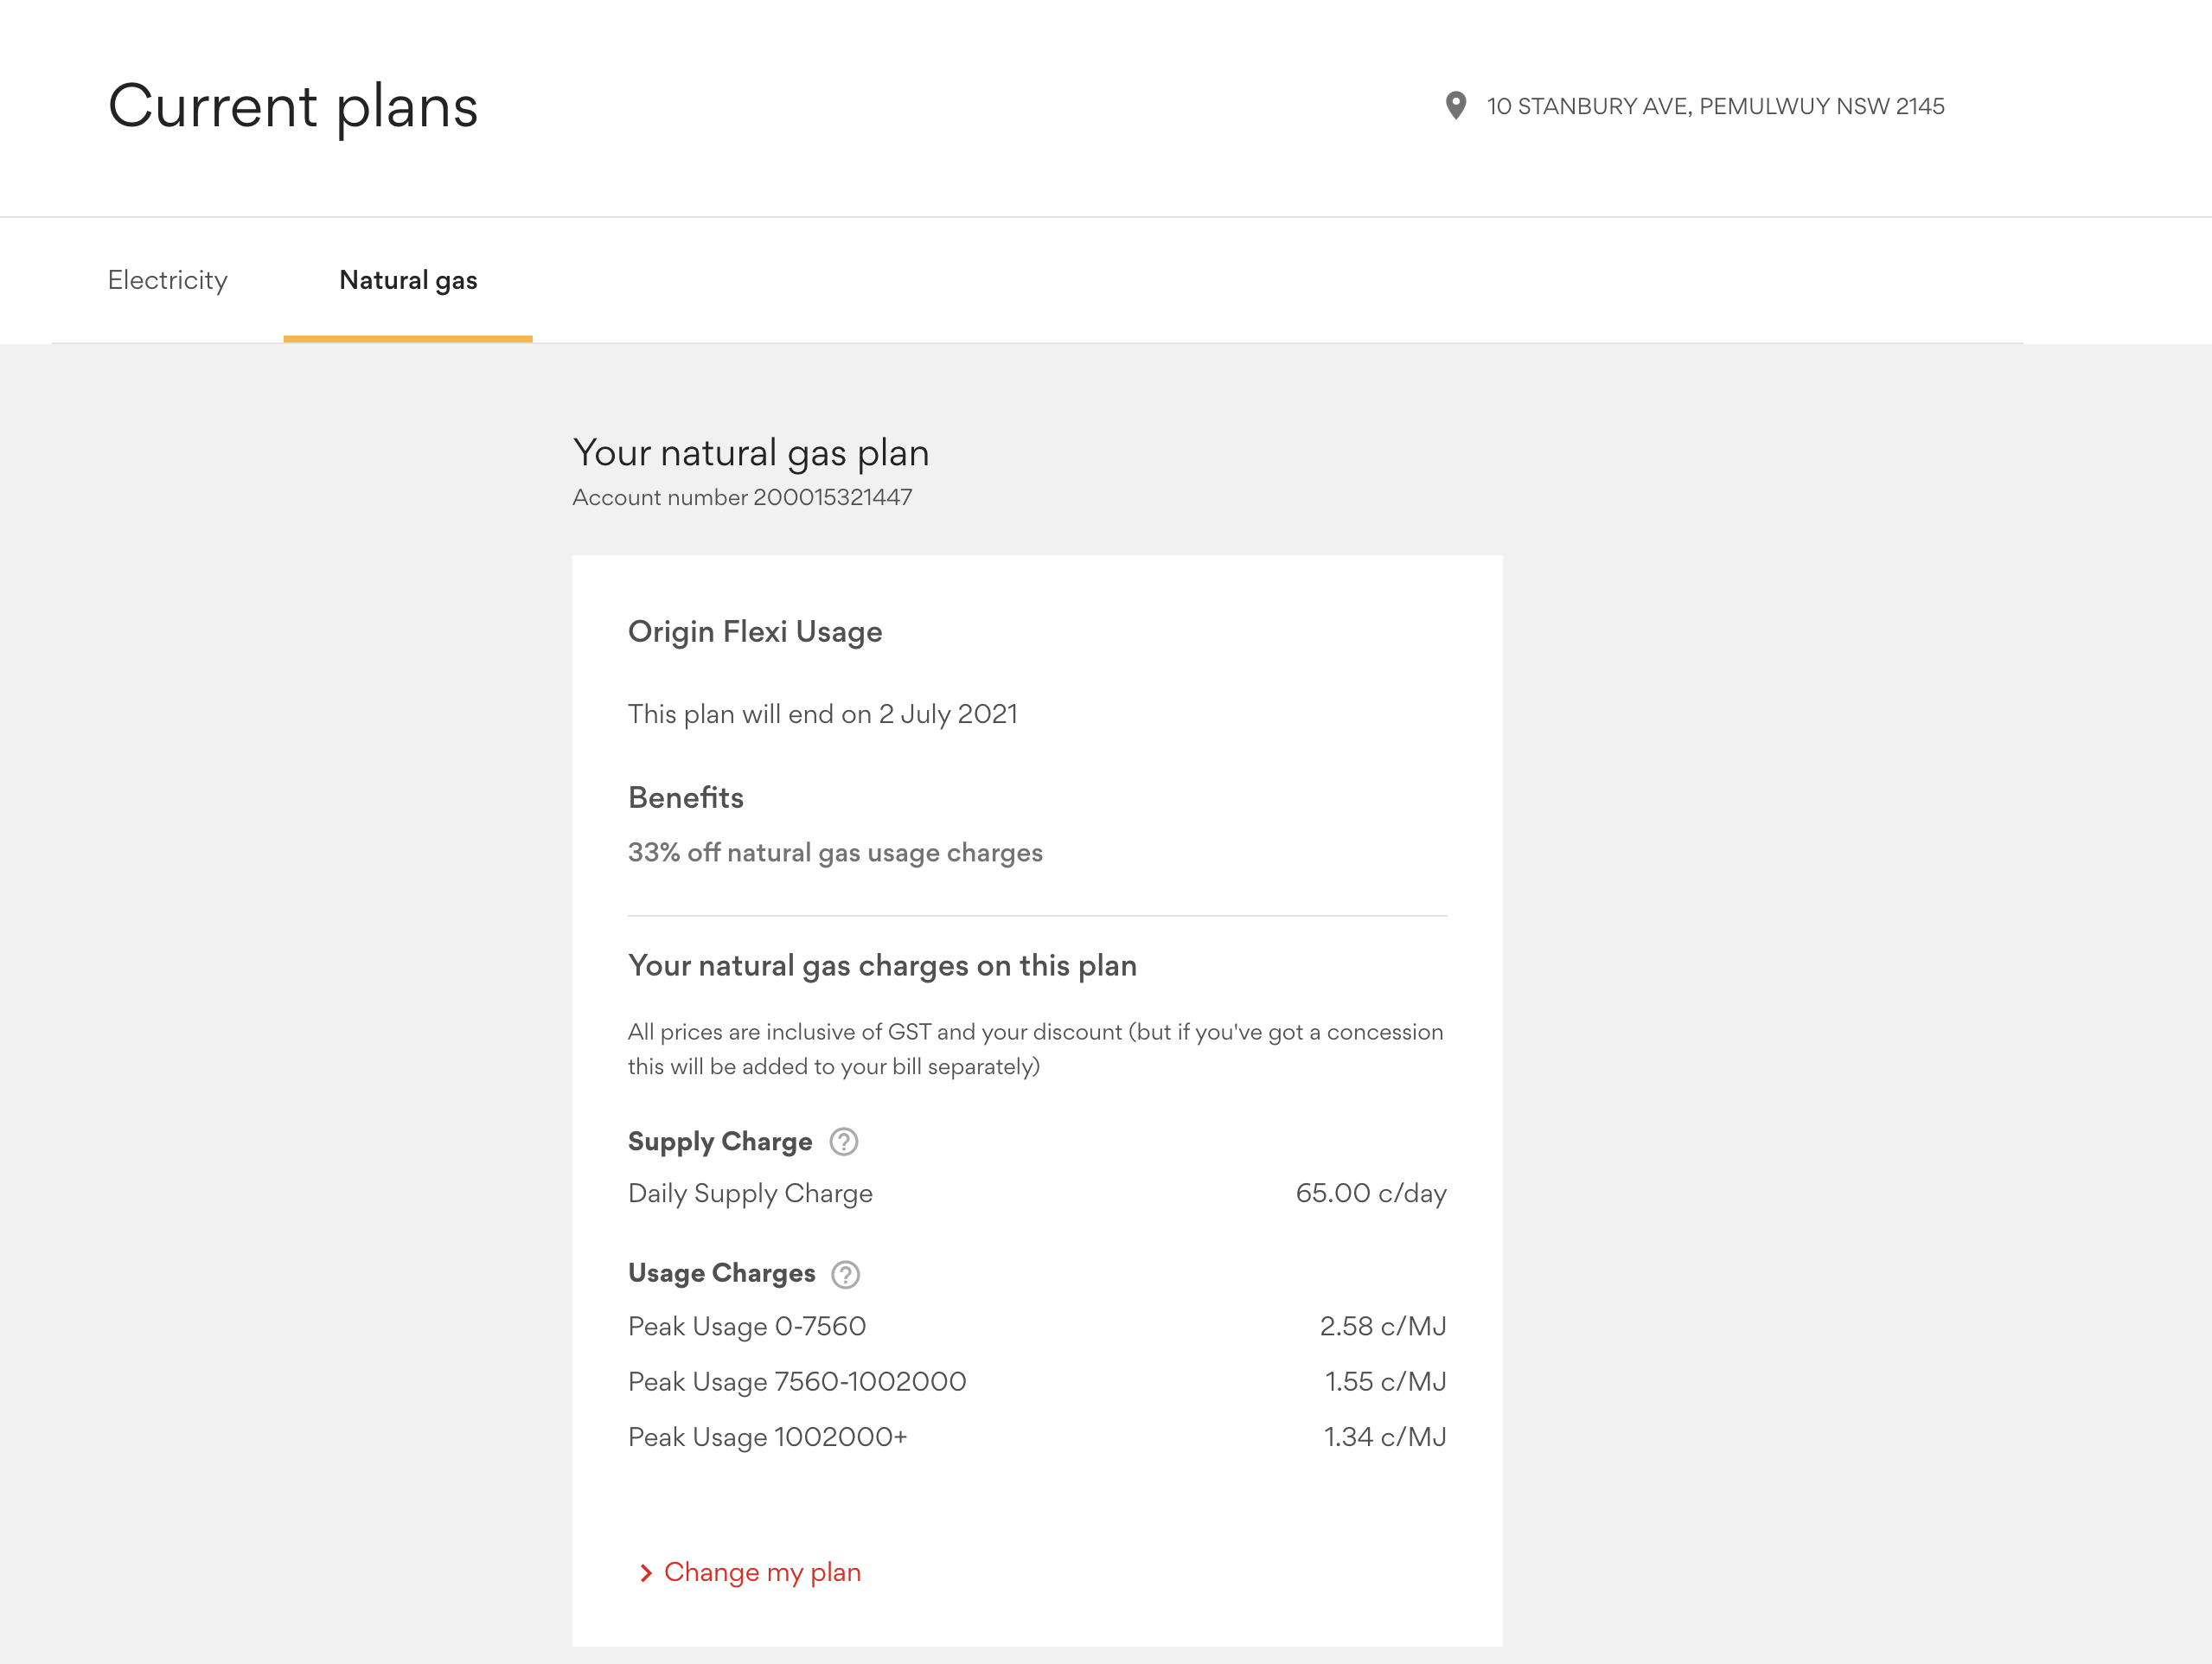 Current plans
10 STANBURY AVE, PEMULWUY NSW 2145
Electricity
Natural gas
Your natural gas plan
Account number 200015321447
Origin Flexi Usage
This plan will end on 2 July 2021
Benefits
33% off natural gas usage charges
Your natural gas charges on this plan
All prices are inclusive of GST and your discount (but if you've got a concession
this will be added to your bill separately)
Supply Charge ?
Daily Supply Charge 65.00 c/day
Usage Charges ?
Peak Usage 0-7560 2.58 c/MJ
Peak Usage 7560-1002000 1.55 c/MJ
Peak Usage 1002000+ 1.34 c/MJ
Change my plan